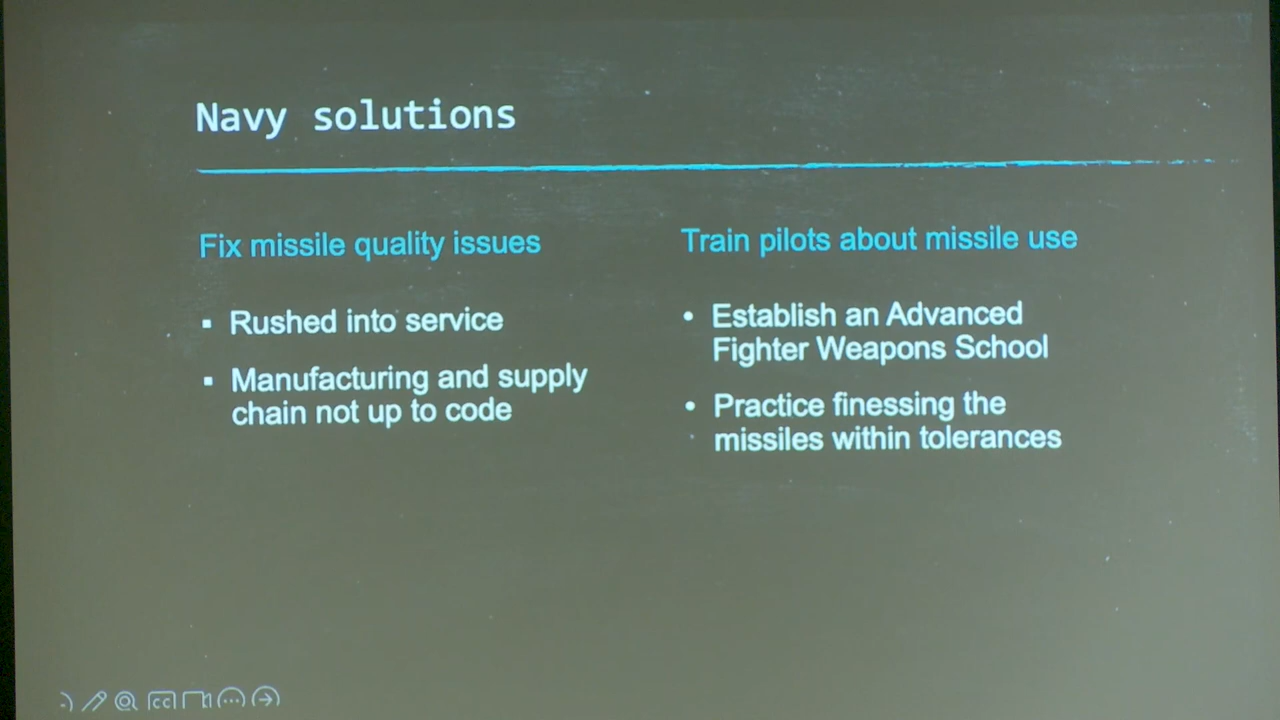 Navy solutions
Fix missile quality issues
▪ Rushed into service
▪ Manufacturing and supply
chain not up to code
Train pilots about missile use
• Establish an Advanced
Fighter Weapons School
• Practice finessing the
missiles within tolerances
cc